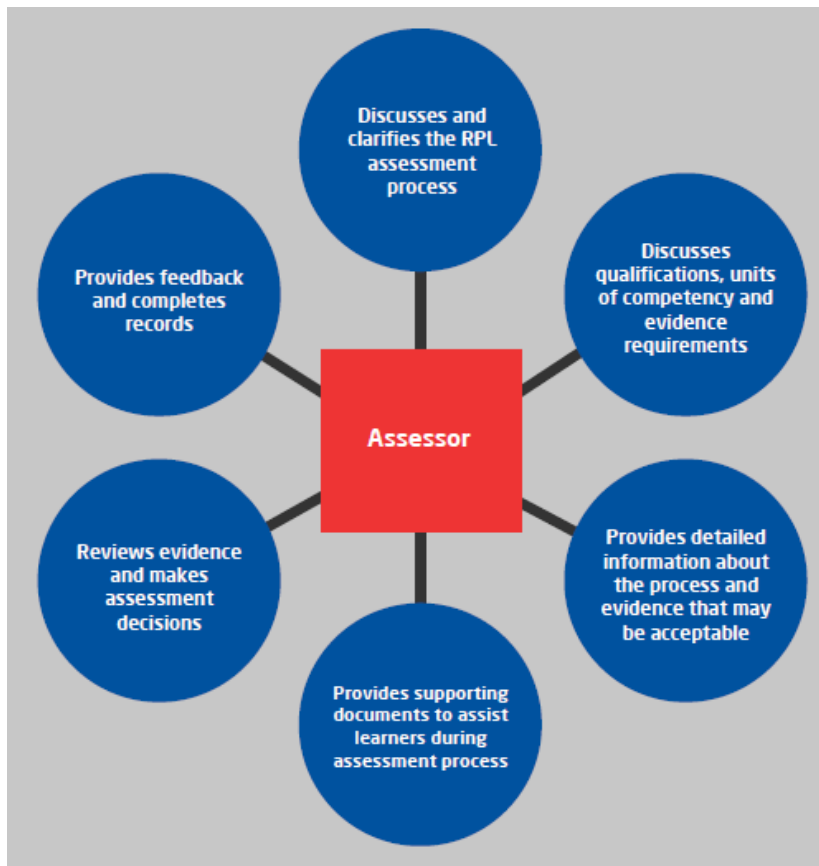 Discusses and
clarifies the RPL
assessment
process
Discusses
qualifications, units
of competency and
evidence
requirements
Provides detailed
information about
the process and
evidence that may
be acceptable
Provides supporting
documents to assist
learners during
assessment process
Reviews evidence
and makes
assessment
decisions
Provides feedback
and completes
records
Assessor